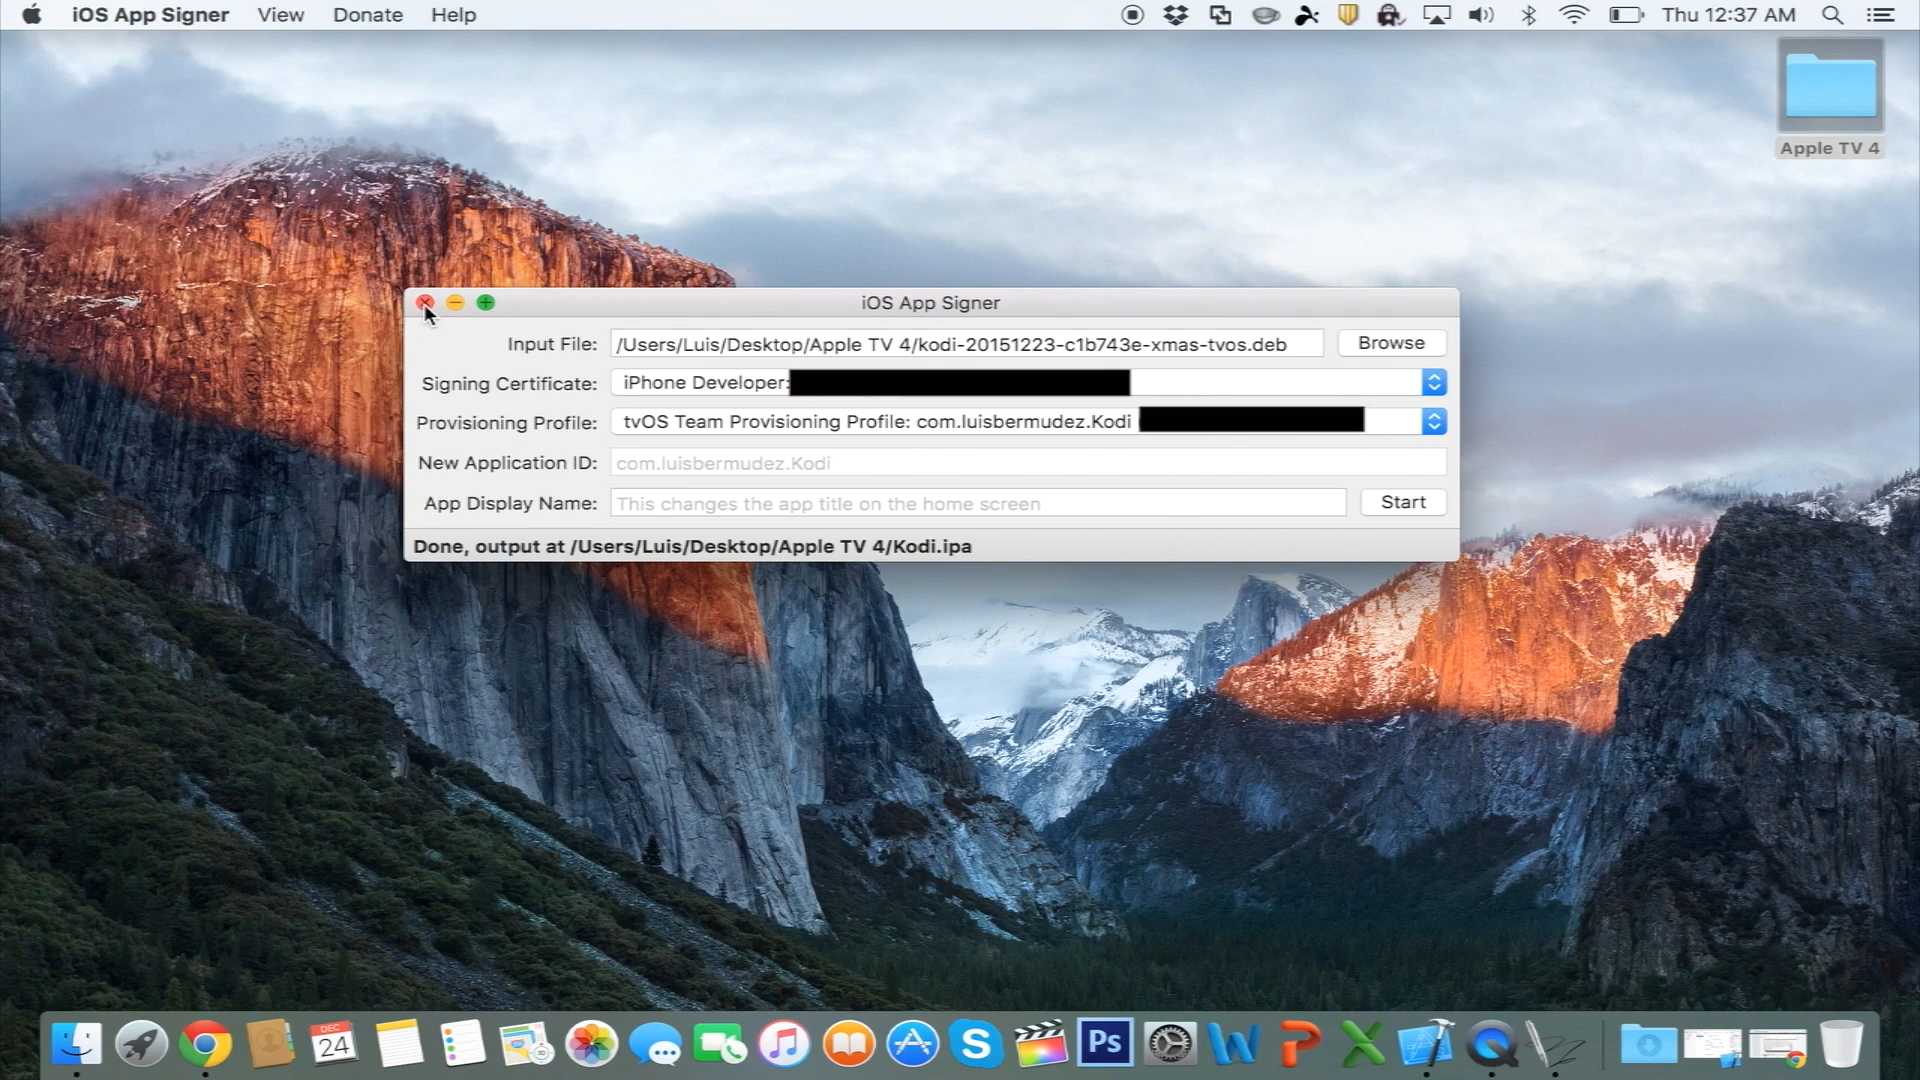 iOS App Signer View Donate Help Thu 12:37 AM
Apple TV 4
iOS App Signer
Input File: /Users/Luis/Desktop/Apple TV 4/kodi-20151223-c1b743e-xmas-tvos.deb Browse
Signing Certificate: iPhone Developer:
Provisioning Profile: tvOS Team Provisioning Profile: com.luisbermudez.Kodi
New Application ID: com.luisbermudez.Kodi
App Display Name: This changes the app title on the home screen Start
Done, output at /Users/Luis/Desktop/Apple TV 4/Kodi.ipa
DEC
24
3D
S
Ps
W
P
X